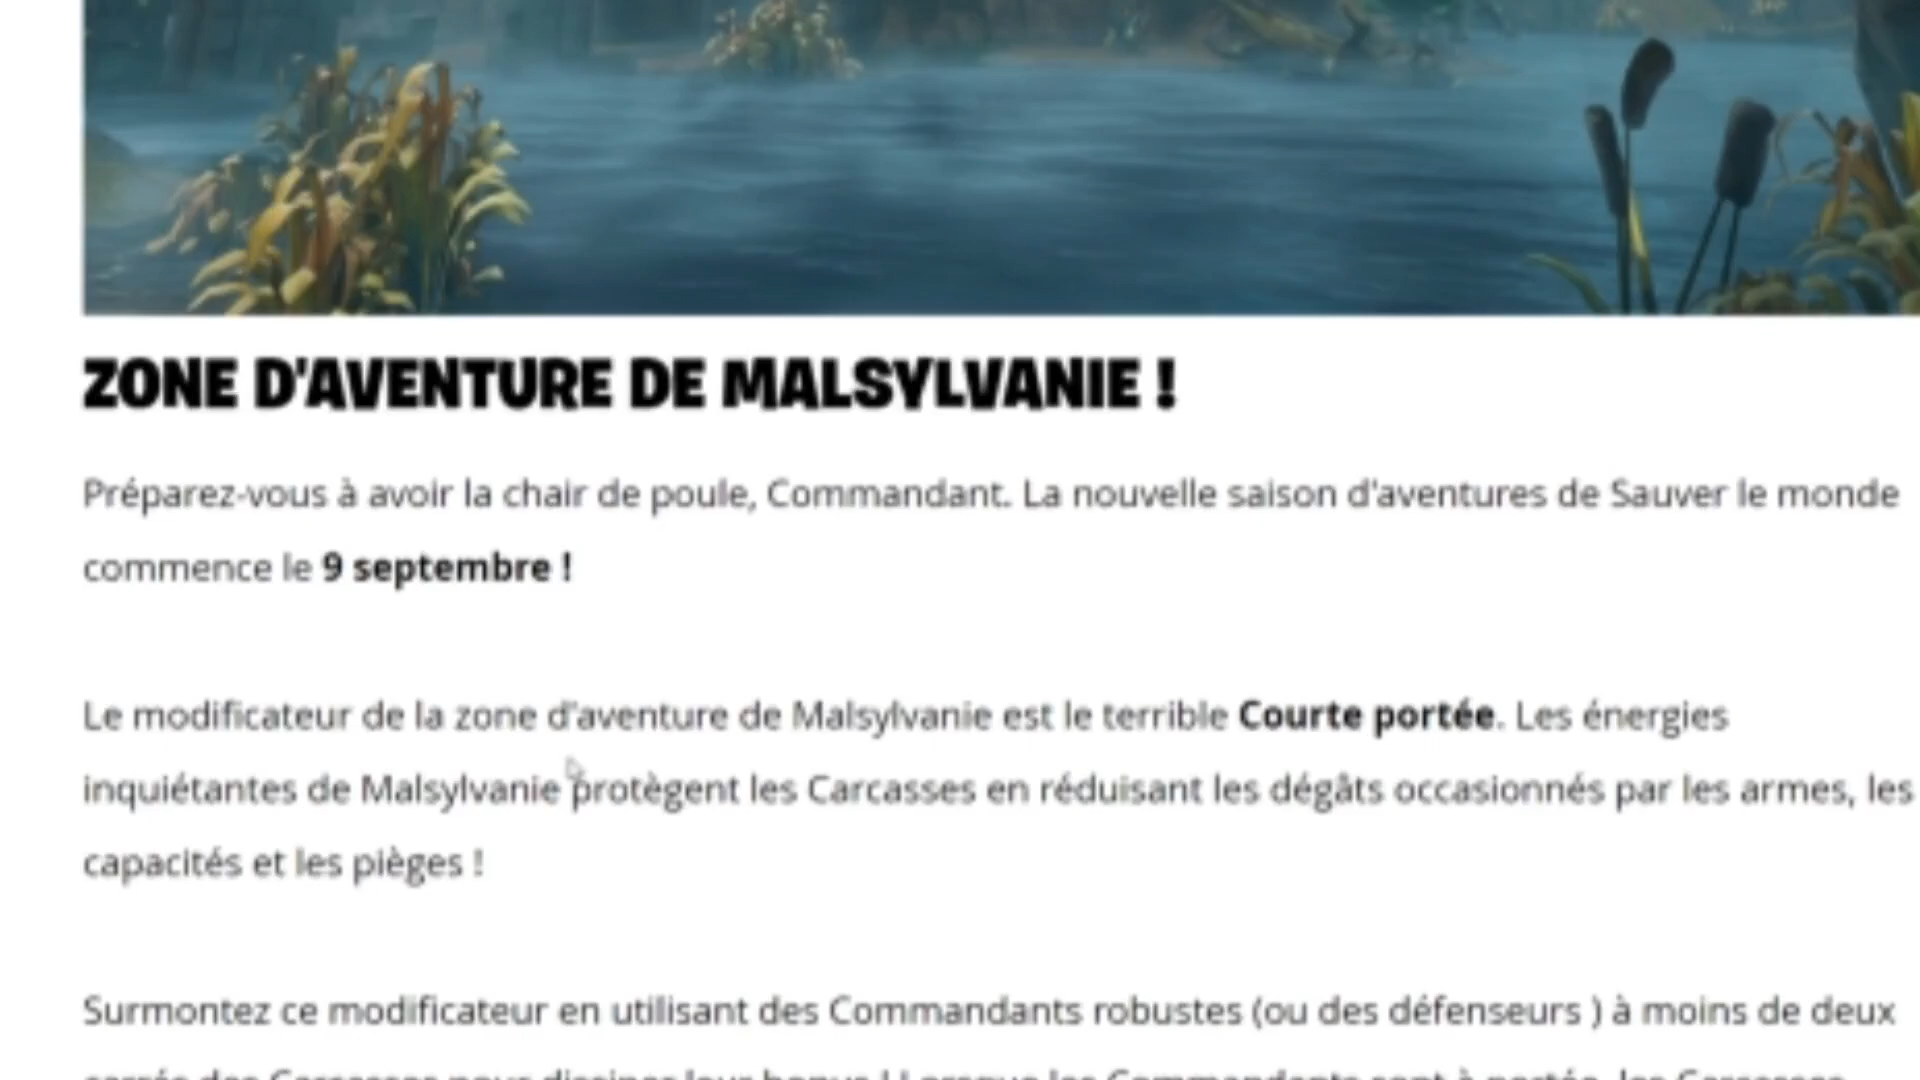 ZONE D'AVENTURE DE MALSYLVANIE !
Préparez-vous à avoir la chair de poule, Commandant. La nouvelle saison d'aventures de Sauver le monde
commence le 9 septembre !
Le modificateur de la zone d'aventure de Malsylvanie est le terrible Courte portée. Les énergies
inquiétantes de Malsylvanie protègent les Carcasses en réduisant les dégâts occasionnés par les armes, les
capacités et les pièges !
Surmontez ce modificateur en utilisant des Commandants robustes (ou des défenseurs ) à moins de deux